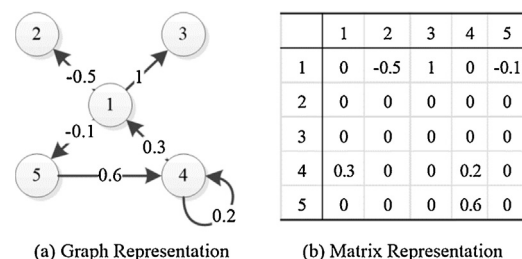 2
3
-0.5
1
1
-0.1
0.3
5
0.6
4
0.2
(a) Graph Representation
1 2 3 4 5
1 0 -0.5 1 0 -0.1
2 0 0 0 0 0
3 0 0 0 0 0
4 0.3 0 0 0.2 0
5 0 0 0 0.6 0
(b) Matrix Representation